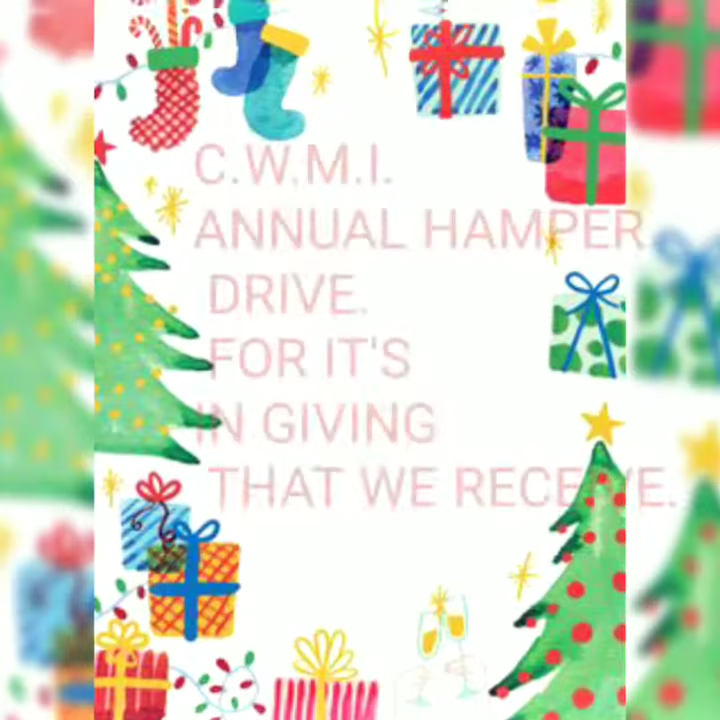 C.W.M.I.
ANNUAL HAMPER
DRIVE.
FOR IT'S
IN GIVING
THAT WE RECEIVE.